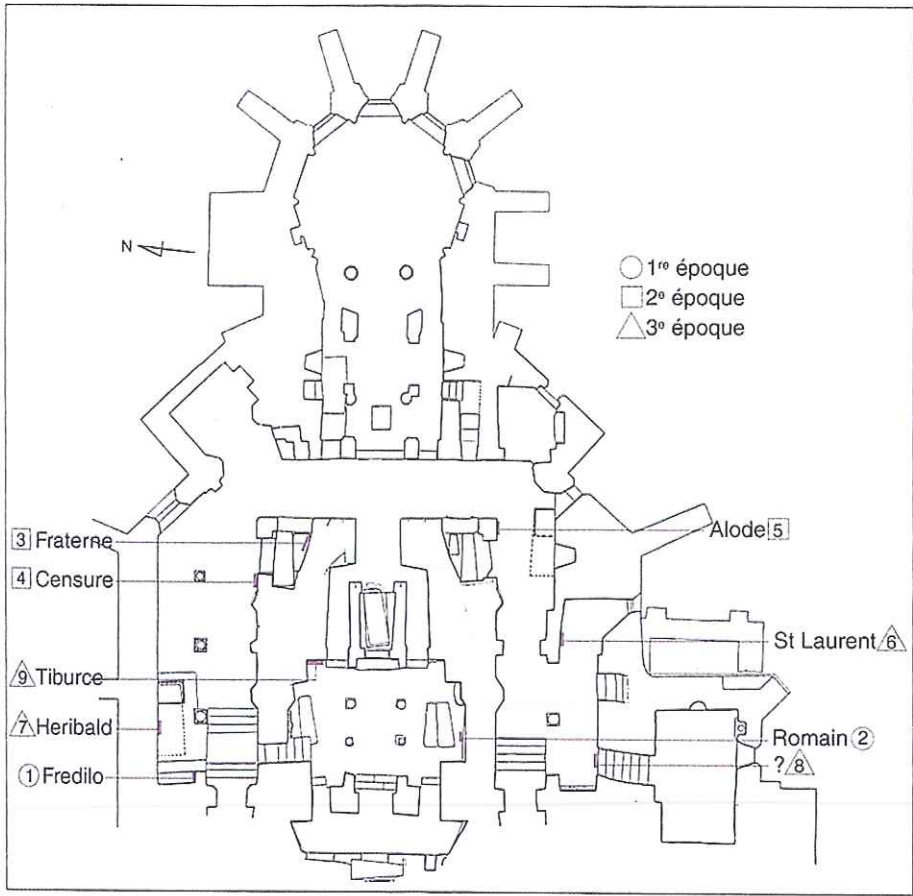 N
1re époque
2e époque
3e époque
3 Fraterne
4 Censure
9 Tiburce
7 Heribald
1 Fredilo
Alode 5
St Laurent 6
Romain 2
? 8